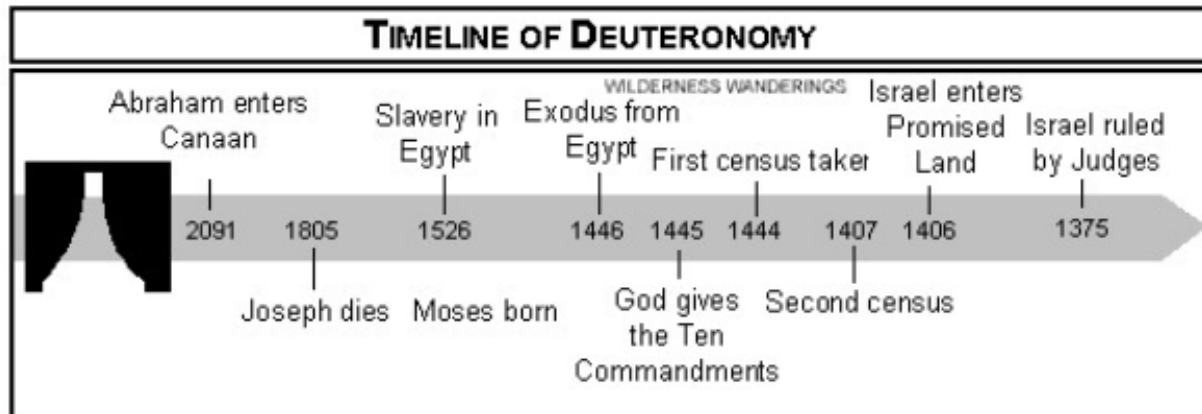 TIMELINE OF DEUTERONOMY
WILDERNESS WANDERINGS
Abraham enters
Canaan
Slavery in
Egypt
Exodus from
Egypt
First census taker
Israel enters
Promised
Land
Israel ruled
by Judges
2091 1805 1526 1446 1445 1444 1407 1406 1375
Joseph dies
Moses born
God gives
the Ten
Commandments
Second census